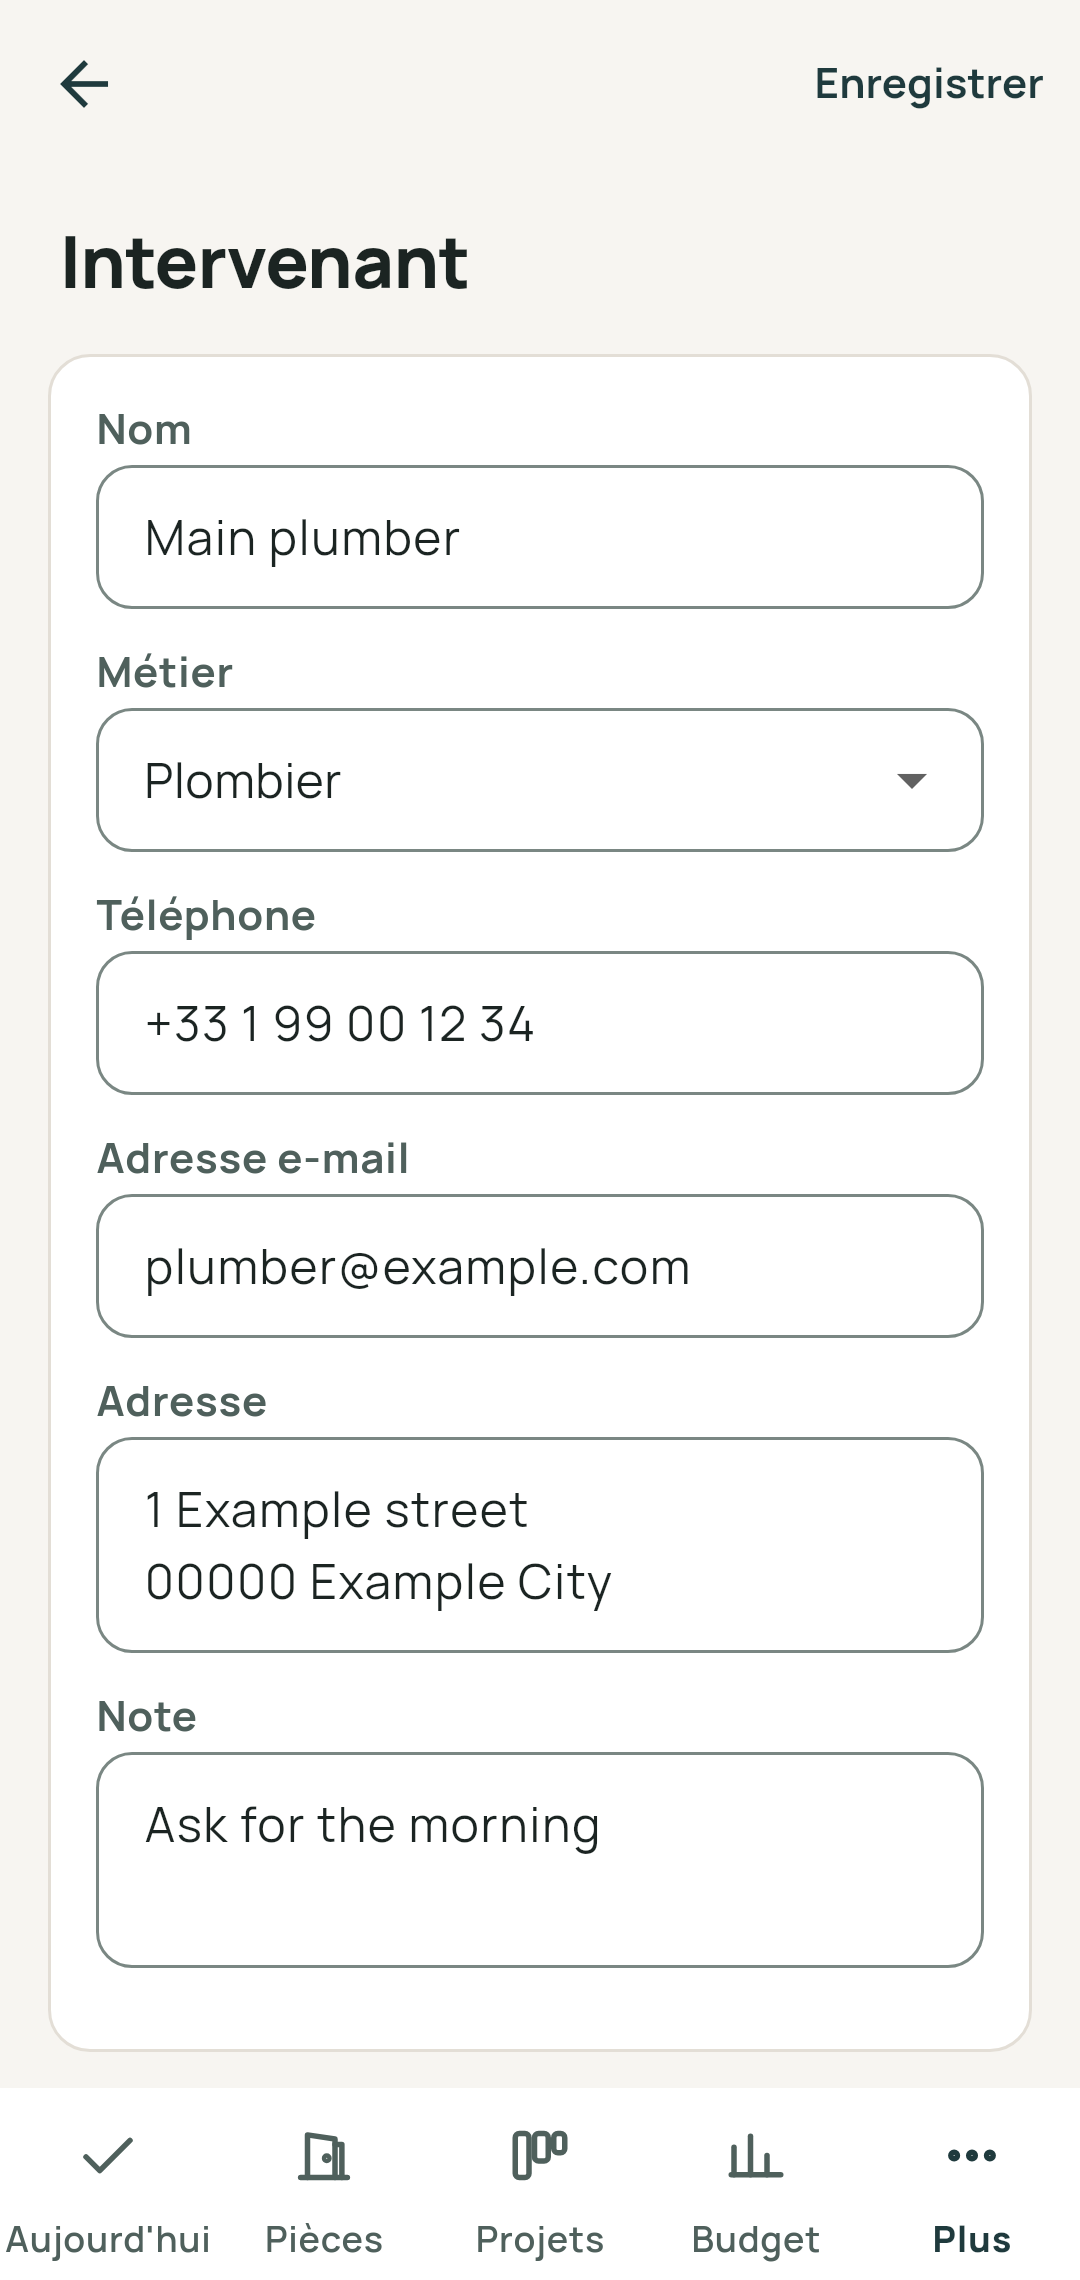 Enregistrer
Intervenant
Nom
Main plumber
Métier
Plombier
Téléphone
+33 1 99 00 12 34
Adresse e-mail
plumber@example.com
Adresse
1 Example street
00000 Example City
Note
Ask for the morning
Aujourd'hui
Pièces
Projets
Budget
Plus